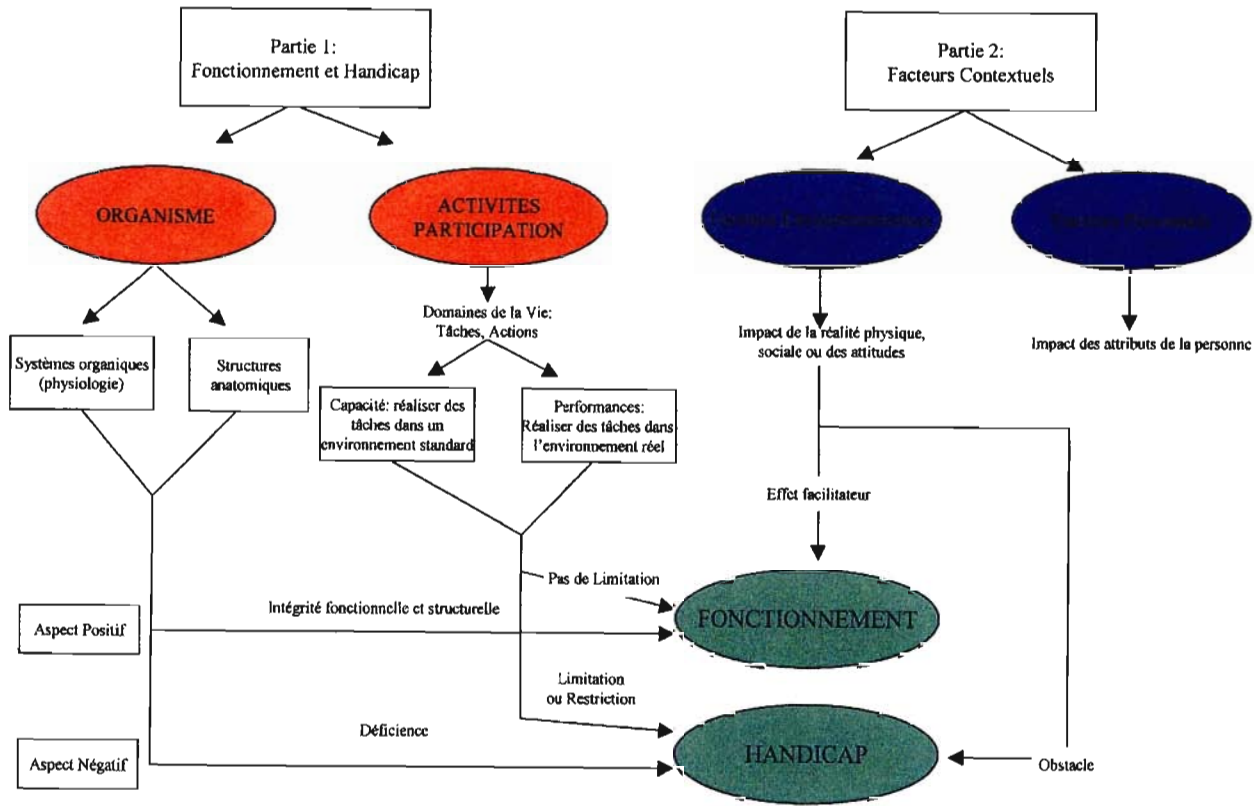 Partie 1:
Fonctionnement et Handicap
Partie 2:
Facteurs Contextuels
ORGANISME
ACTIVITES
PARTICIPATION
Domaines de la Vie:
Tâches, Actions
Impact de la réalité physique,
sociale ou des attitudes
Impact des attributs de la personne
Systèmes organiques
(physiologie)
Structures
anatomiques
Capacité: réaliser des
tâches dans un
environnement standard
Performances:
Réaliser des tâches dans
l'environnement réel
Effet facilitateur
Pas de Limitation
Intégrité fonctionnelle et structurelle
Aspect Positif
FONCTIONNEMENT
Limitation
ou Restriction
Déficience
Aspect Négatif
HANDICAP
Obstacle